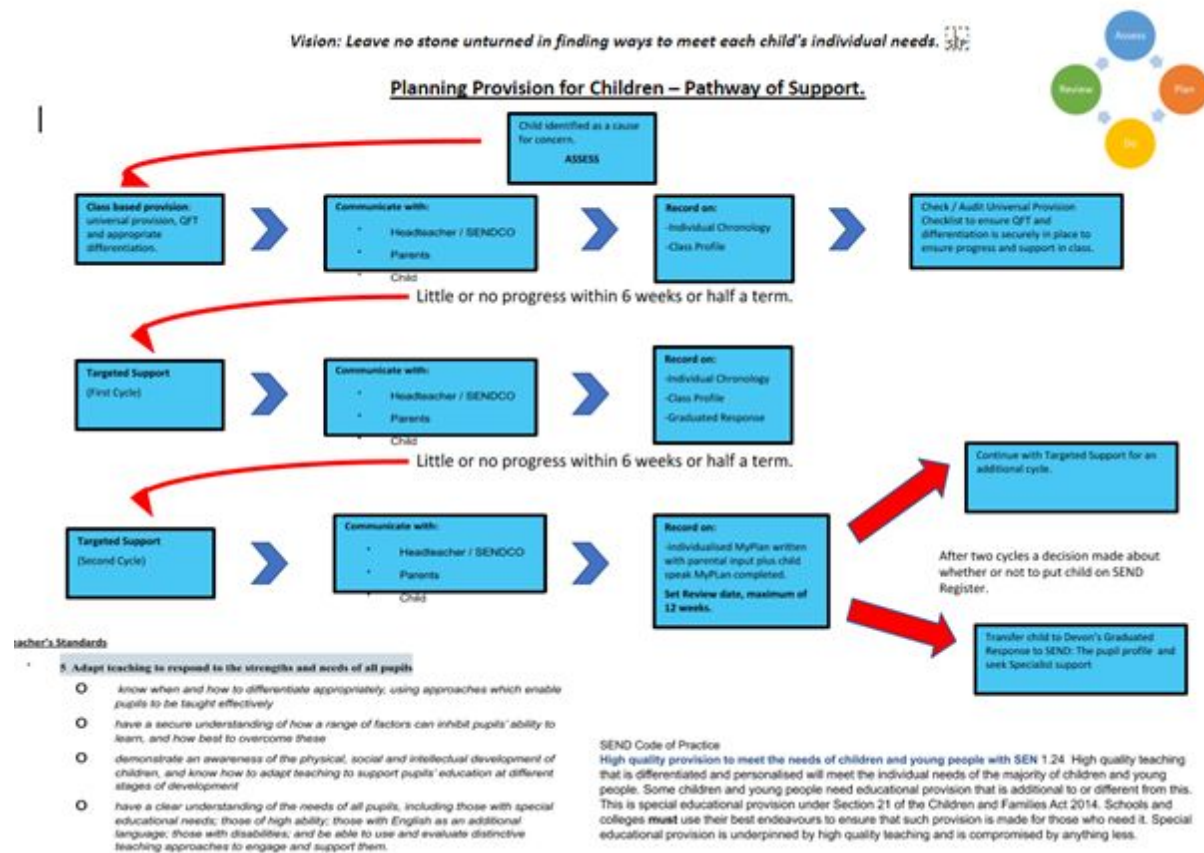 Vision: Leave no stone unturned in finding ways to meet each child's individual needs.
Planning Provision for Children – Pathway of Support.
Assess
Plan
Do
Review
Child identified as a cause
for concern.
ASSESS
Class based provision:
universal provision, QFT
and appropriate
differentiation.
Communicate with:
Headteacher / SENDCO
Parents
Child
Record on:
-Individual Chronology
-Class Profile
Check / Audit Universal Provision
Checklist to ensure QFT and
differentiation is securely in place to
ensure progress and support in class.
Little or no progress within 6 weeks or half a term.
Targeted Support
(First Cycle)
Communicate with:
Headteacher / SENDCO
Parents
Child
Record on:
-Individual Chronology
-Class Profile
-Graduated Response
Little or no progress within 6 weeks or half a term.
Targeted Support
(Second Cycle)
Communicate with:
Headteacher / SENDCO
Parents
Child
Record on:
-Individualised MyPlan written
with parental input plus child
speak MyPLan completed.
Set Review date, maximum of
12 weeks.
Continue with Targeted Support for an
additional cycle.
After two cycles a decision made about
whether or not to put child on SEND
Register.
Transfer child to Devon's Graduated
Response to SEND: The pupil profile and
seek Specialist support
eacher's Standards
5 Adapt teaching to respond to the strengths and needs of all pupils
know when and how to differentiate appropriately, using approaches which enable
pupils to be taught effectively
have a secure understanding of how a range of factors can inhibit pupils' ability to
learn, and how best to overcome these
demonstrate an awareness of the physical, social and intellectual development of
children, and know how to adapt teaching to support pupils' education at different
stages of development
have a clear understanding of the needs of all pupils, including those with special
educational needs; those of high ability; those with English as an additional
language; those with disabilities; and be able to use and evaluate distinctive
teaching approaches to engage and support them.
SEND Code of Practice
High quality provision to meet the needs of children and young people with SEN 1.24 High quality teaching
that is differentiated and personalised will meet the individual needs of the majority of children and young
people. Some children and young people need educational provision that is additional to or different from this.
This is special educational provision under Section 21 of the Children and Families Act 2014. Schools and
colleges must use their best endeavours to ensure that such provision is made for those who need it. Special
educational provision is underpinned by high quality teaching and is compromised by anything less.